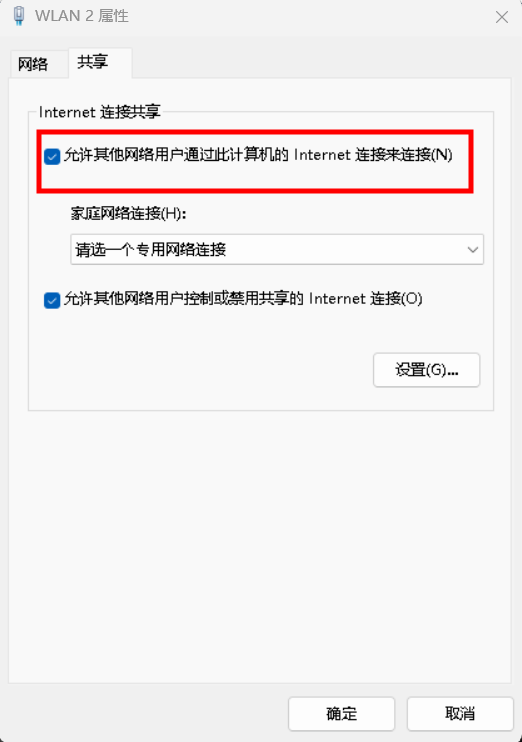 WLAN 2 属性
网络
共享
Internet 连接共享
允许其他网络用户通过此计算机的 Internet 连接来连接(N)
家庭网络连接(H):
请选一个专用网络连接
允许其他网络用户控制或禁用共享的 Internet 连接(O)
设置(G)...
确定
取消